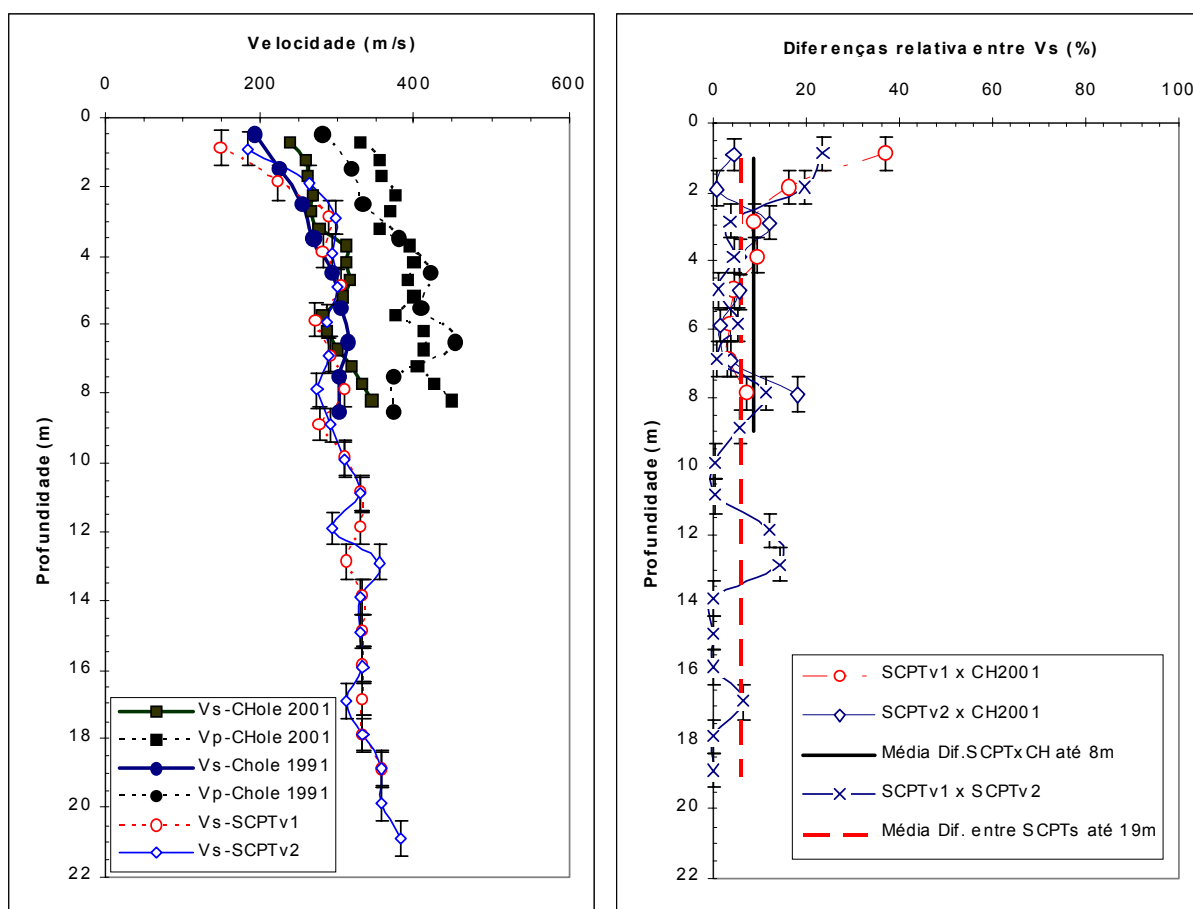 Velocidade (m/s)
0 200 400 600
0
2
4
6
8
10
12
14
16
18
20
22
Profundidade (m)
Vs-CHole 2001
Vp-CHole 2001
Vs-Chole 1991
Vp-Chole 1991
Vs-SCPTv1
Vs-SCPTv2
Diferenças relativa entre Vs (%)
0 20 40 60 80 100
0
2
4
6
8
10
12
14
16
18
20
22
Profundidade (m)
SCPTv1 x CH2001
SCPTv2 x CH2001
Média Dif.SCPTxCH até 8m
SCPTv1 x SCPTv2
Média Dif. entre SCPTs até 19m